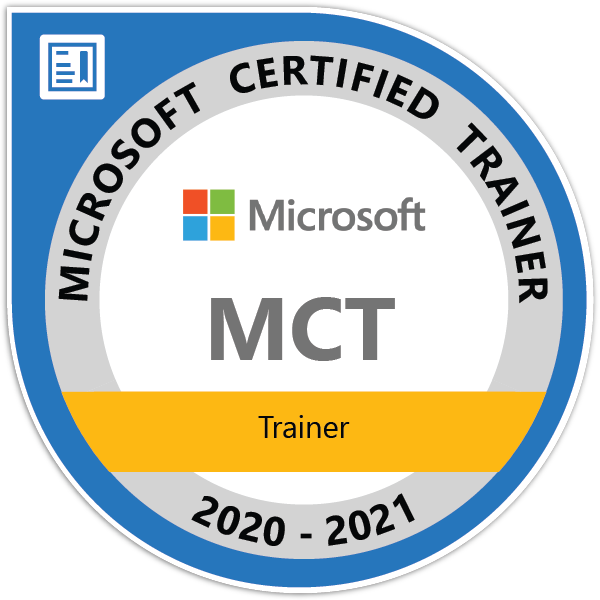 MICROSOFT CERTIFIED TRAINER
Microsoft
MCT
Trainer
2020 - 2021